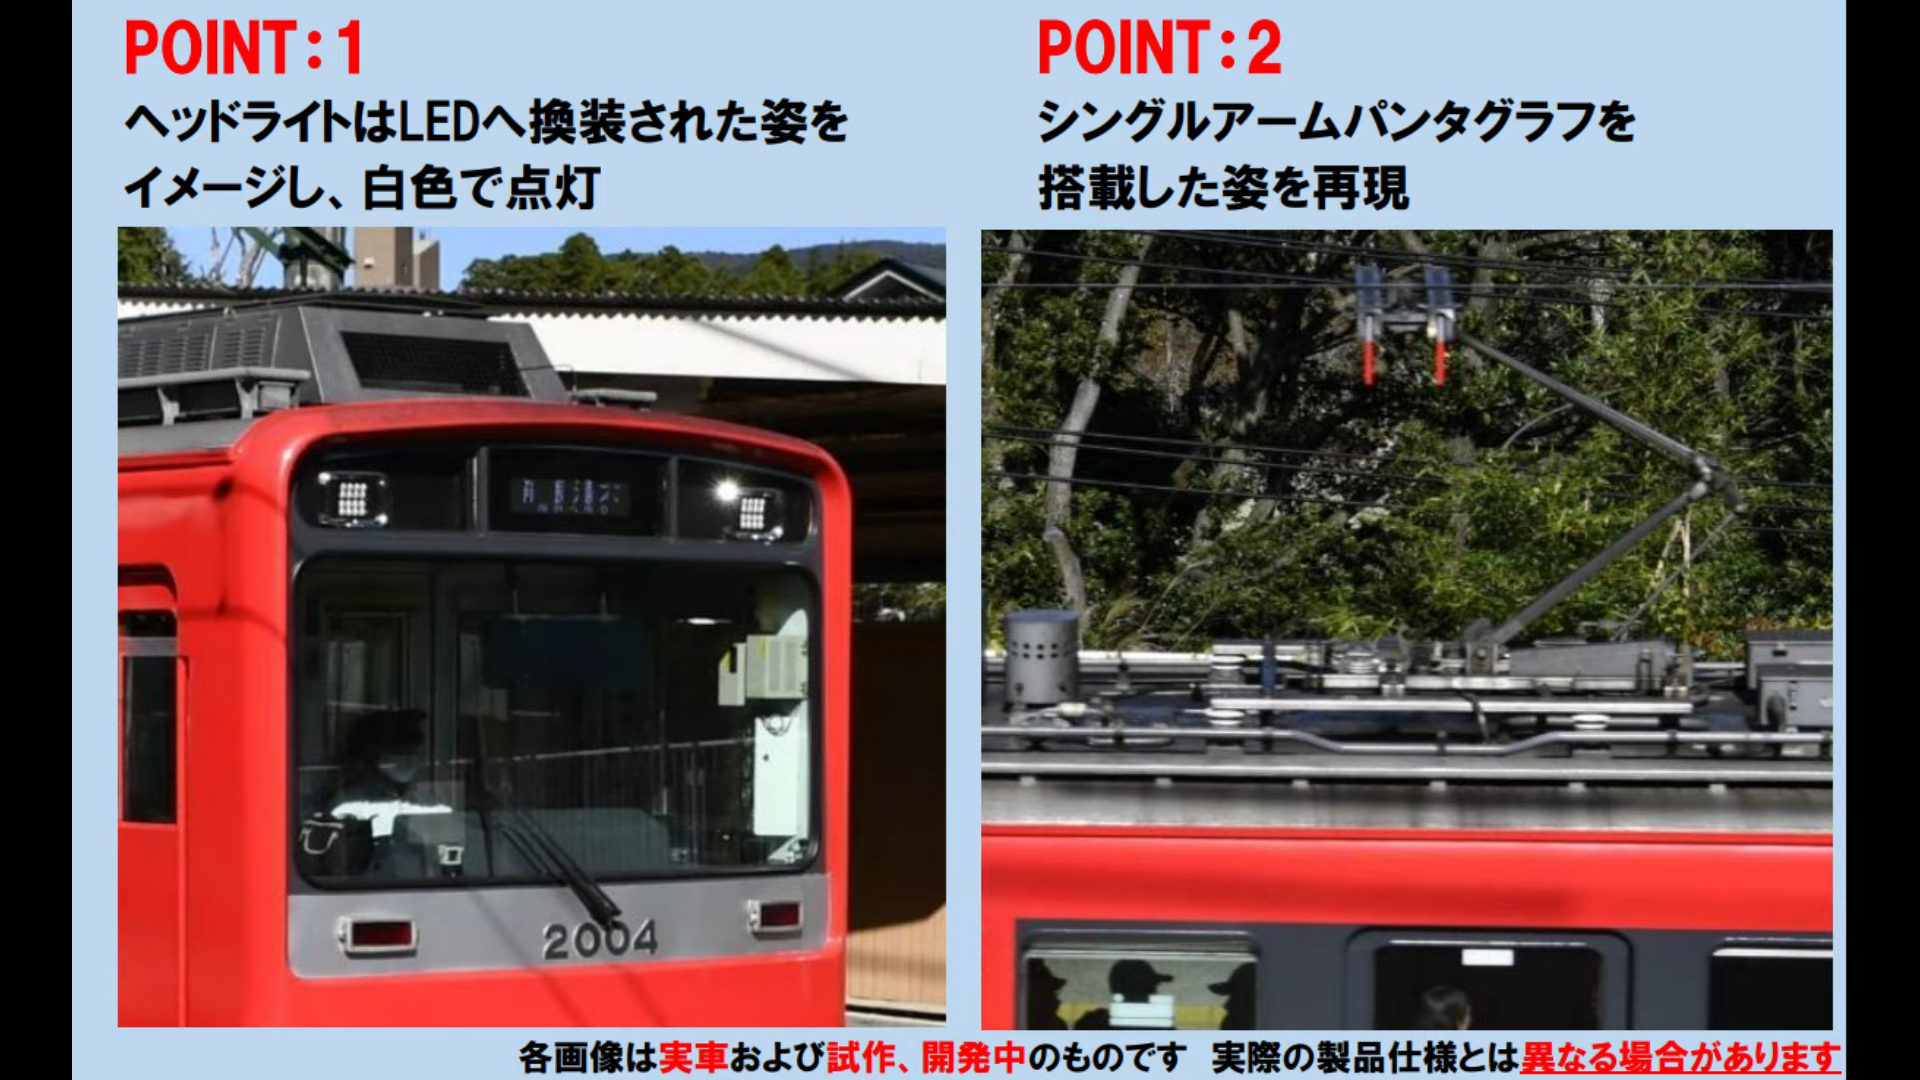 POINT:1
ヘッドライトはLEDへ換装された姿を
イメージし、白色で点灯
POINT:2
シングルアームパンタグラフを
搭載した姿を再現
2004
各画像は実車および試作、開発中のものです 実際の製品仕様とは異なる場合があります